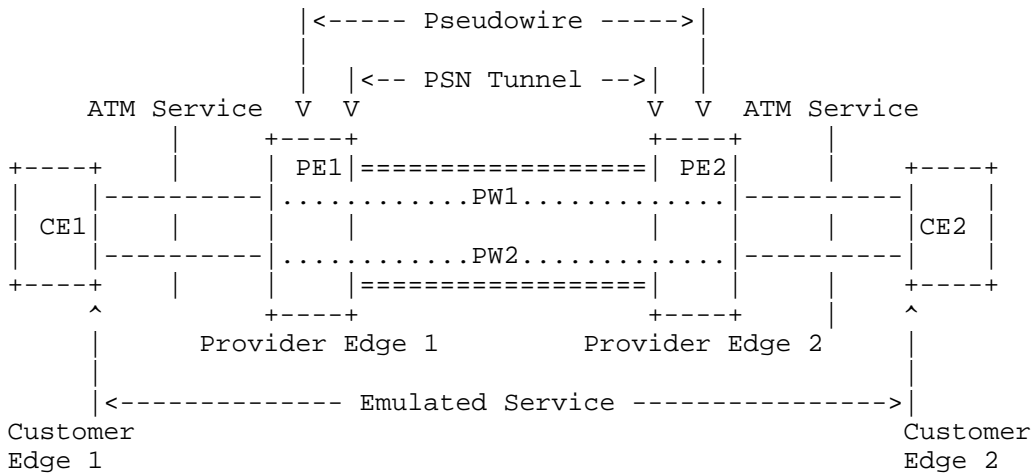 |<----- Pseudowire ----->|
|<-- PSN Tunnel -->|
ATM Service V V V V ATM Service
+----+ | PE1|==================| PE2| | +----+
| |----------|............PW1.............|----------| |
| CE1| | | | | | | |CE2 |
| |----------|............PW2.............|----------| |
+----+ | | |==================| | | +----+
^ +----+ +----+ | ^
| Provider Edge 1 Provider Edge 2 |
|<-------------- Emulated Service ---------------->|
Customer Customer
Edge 1 Edge 2